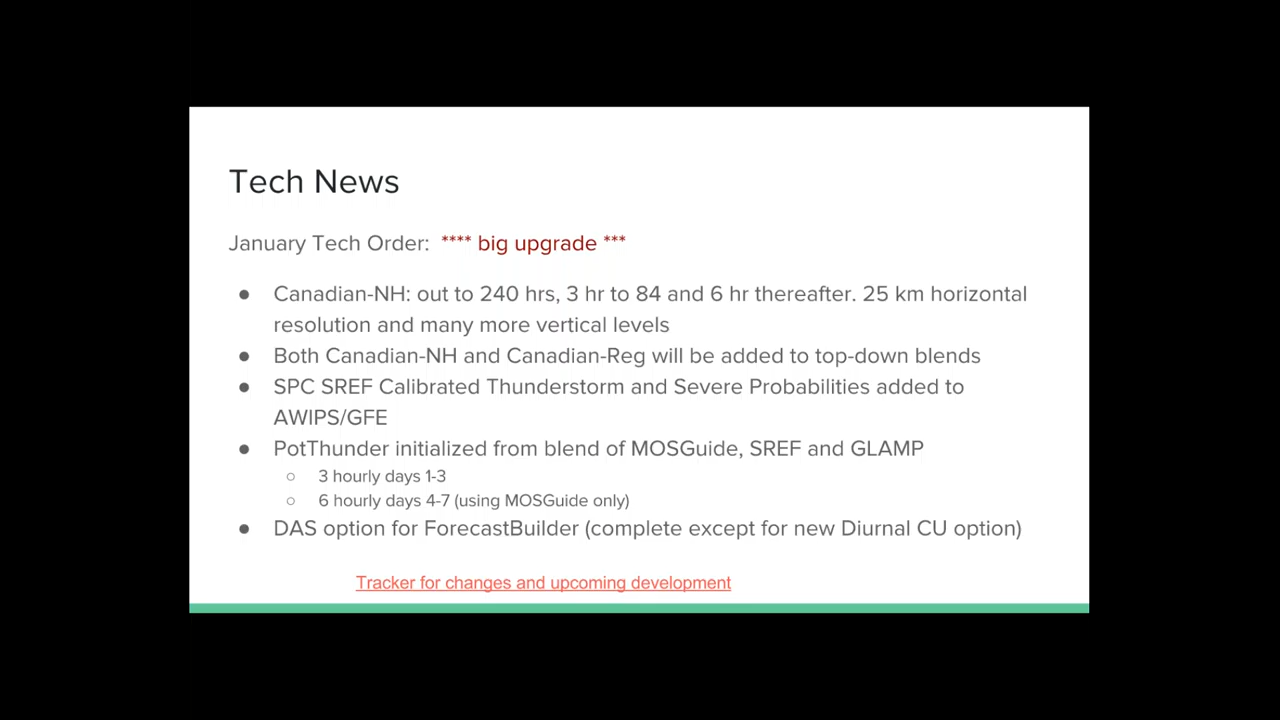 Tech News
January Tech Order: **** big upgrade ***
● Canadian-NH: out to 240 hrs, 3 hr to 84 and 6 hr thereafter. 25 km horizontal
resolution and many more vertical levels
● Both Canadian-NH and Canadian-Reg will be added to top-down blends
● SPC SREF Calibrated Thunderstorm and Severe Probabilities added to
AWIPS/GFE
● PotThunder initialized from blend of MOSGuide, SREF and GLAMP
○ 3 hourly days 1-3
○ 6 hourly days 4-7 (using MOSGuide only)
● DAS option for ForecastBuilder (complete except for new Diurnal CU option)
Tracker for changes and upcoming development